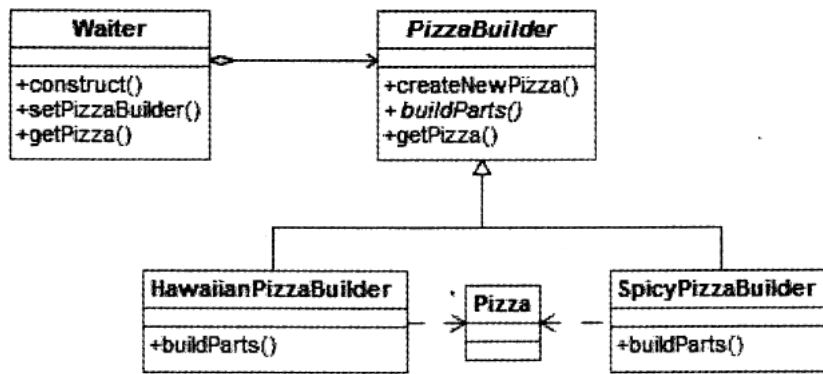 Waiter
+construct()
+setPizzaBuilder()
+getPizza()
PizzaBuilder
+createNewPizza()
+ buildParts()
+getPizza()
HawaiianPizzaBuilder
+buildParts()
Pizza
SpicyPizzaBuilder
+buildParts()